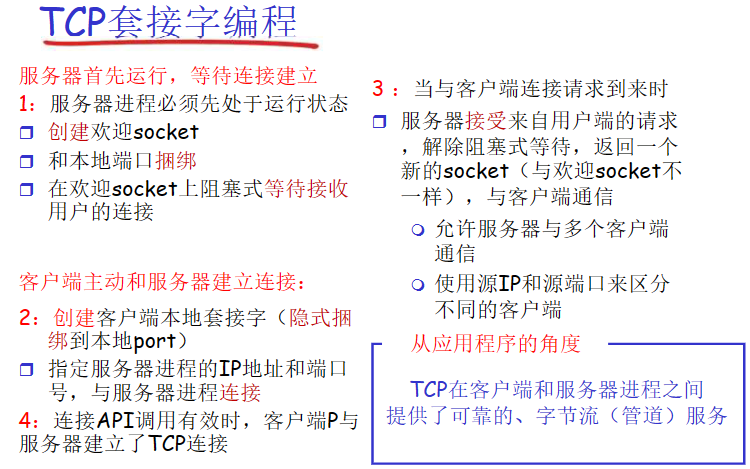 TCP套接字编程
服务器首先运行，等待连接建立
1：服务器进程必须先处于运行状态
创建欢迎socket
和本地端口捆绑
在欢迎socket上阻塞式等待接收
用户的连接
客户端主动和服务器建立连接：
2：创建客户端本地套接字（隐式捆
绑到本地port）
指定服务器进程的IP地址和端口
号，与服务器进程连接
4：连接API调用有效时，客户端P与
服务器建立了TCP连接
3 ：当与客户端连接请求到来时
服务器接受来自用户端的请求
，解除阻塞式等待，返回一个
新的socket（与欢迎socket不
一样），与客户端通信
允许服务器与多个客户端
通信
使用源IP和源端口来区分
不同的客户端
从应用程序的角度
TCP在客户端和服务器进程之间
提供了可靠的、字节流（管道）服务